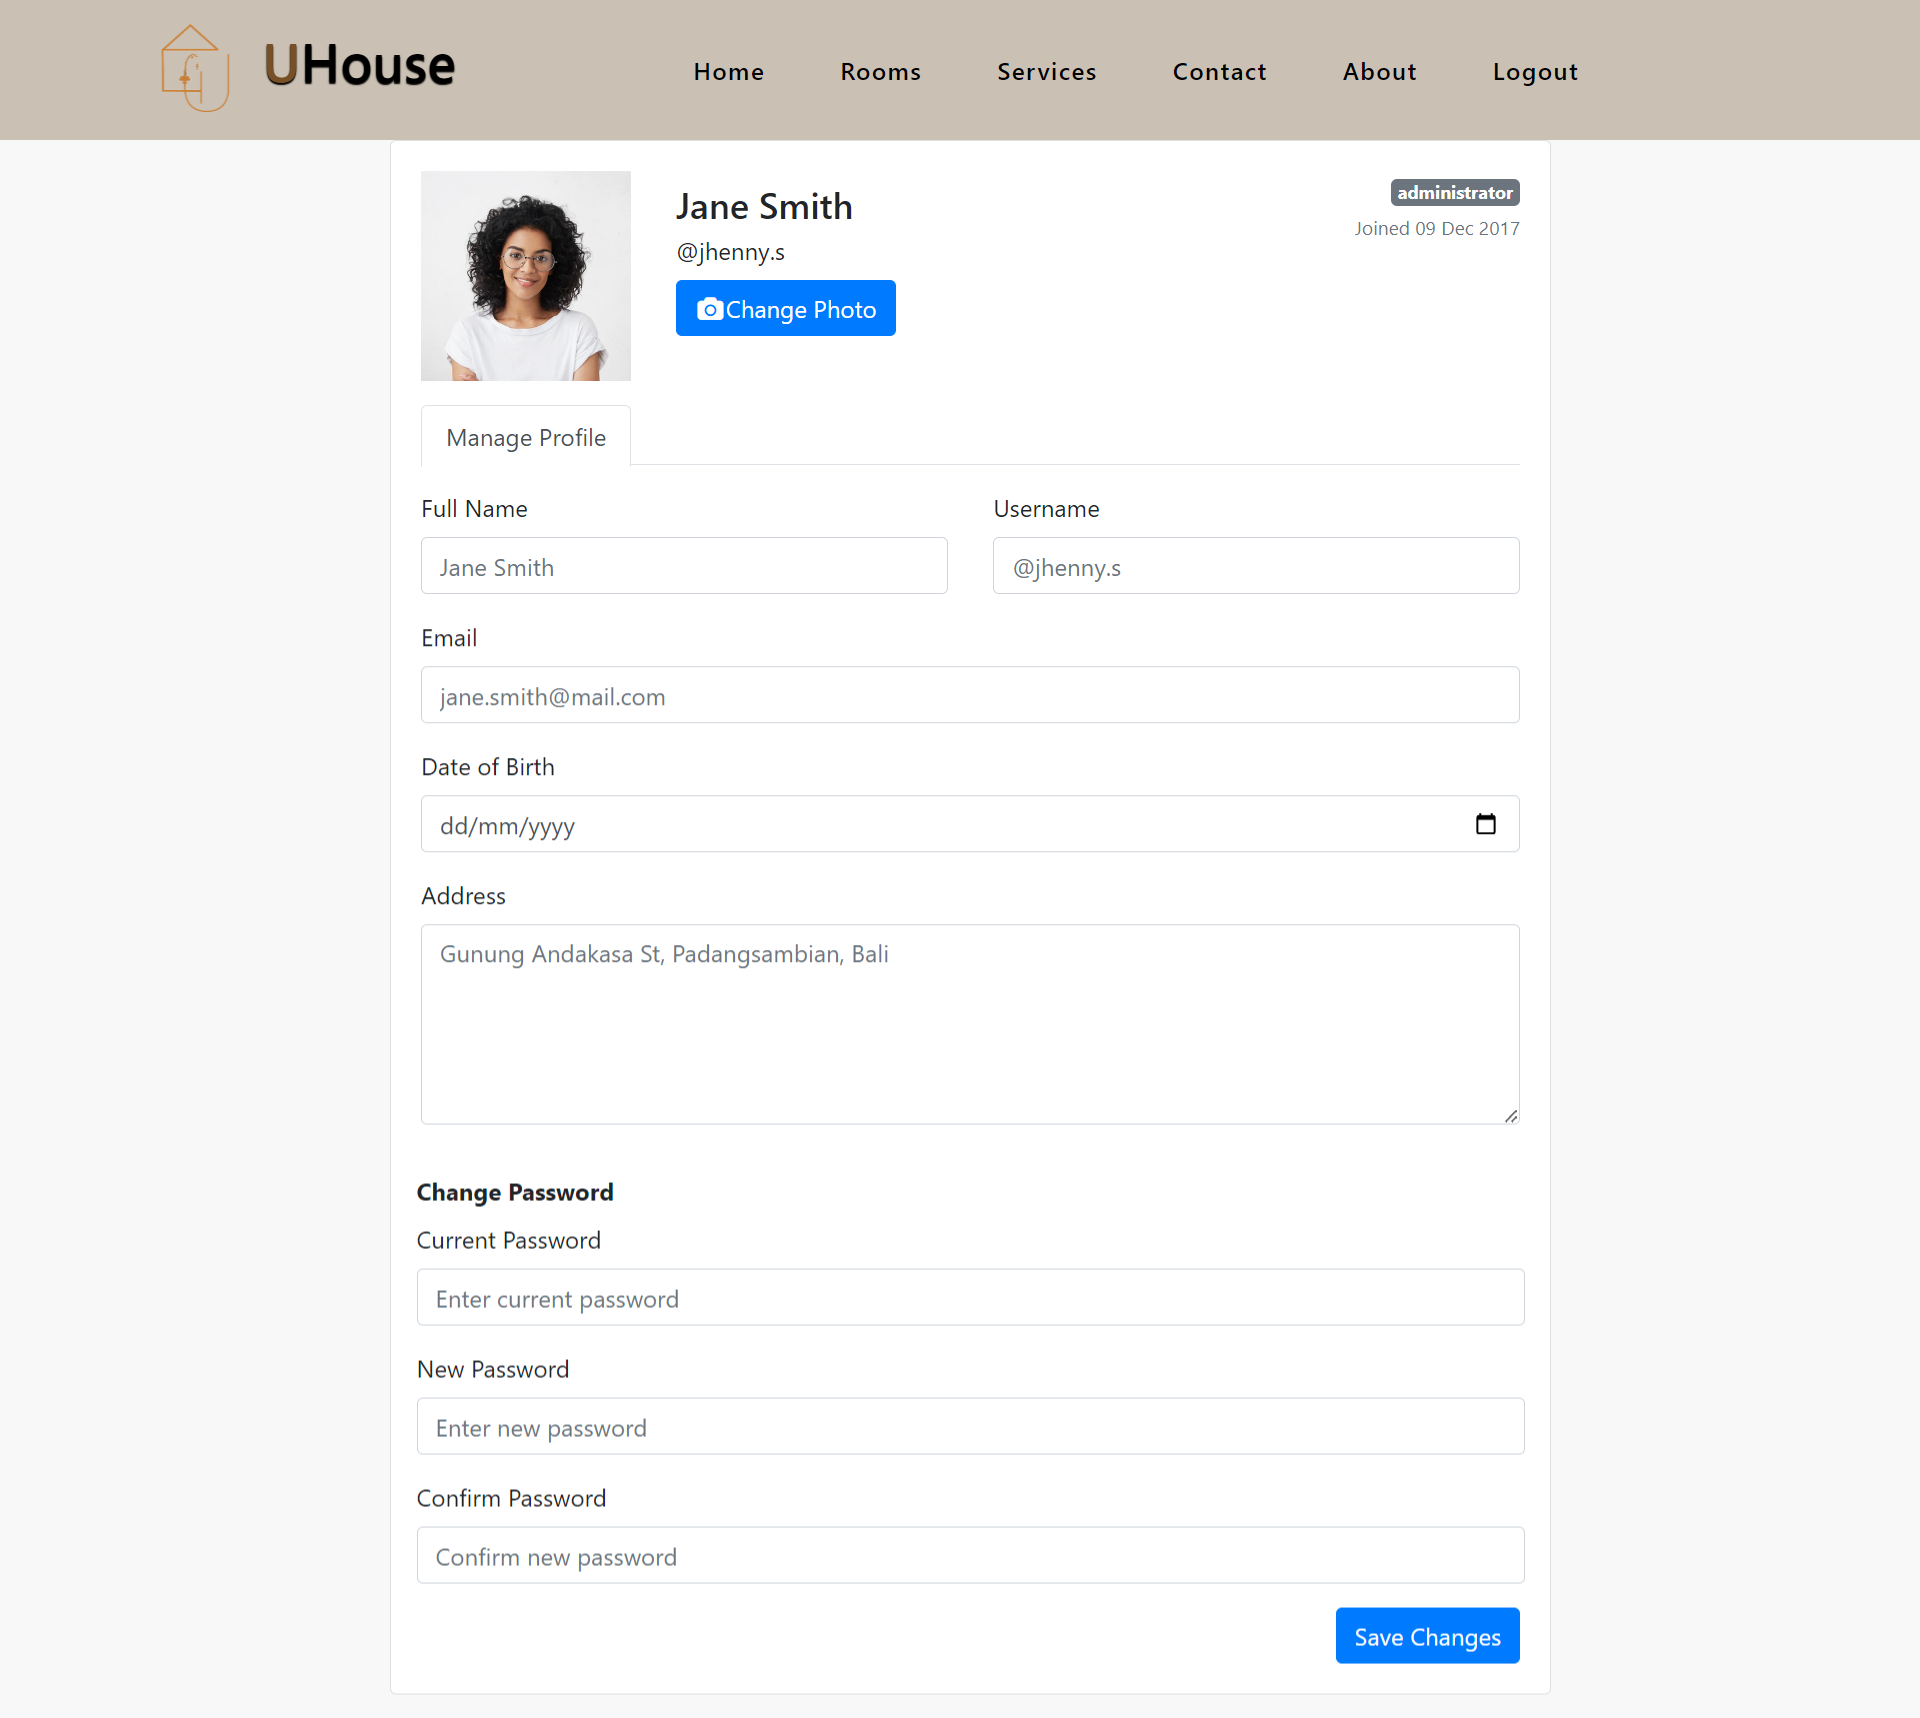 UHouse
Home Rooms Services Contact About Logout
Jane Smith
administrator
Joined 09 Dec 2017
@jhenny.s
Change Photo
Manage Profile
Full Name
Username
Jane Smith
@jhenny.s
Email
jane.smith@mail.com
Date of Birth
dd/mm/yyyy
Address
Gunung Andakasa St, Padangsambian, Bali
Change Password
Current Password
Enter current password
New Password
Enter new password
Confirm Password
Confirm new password
Save Changes